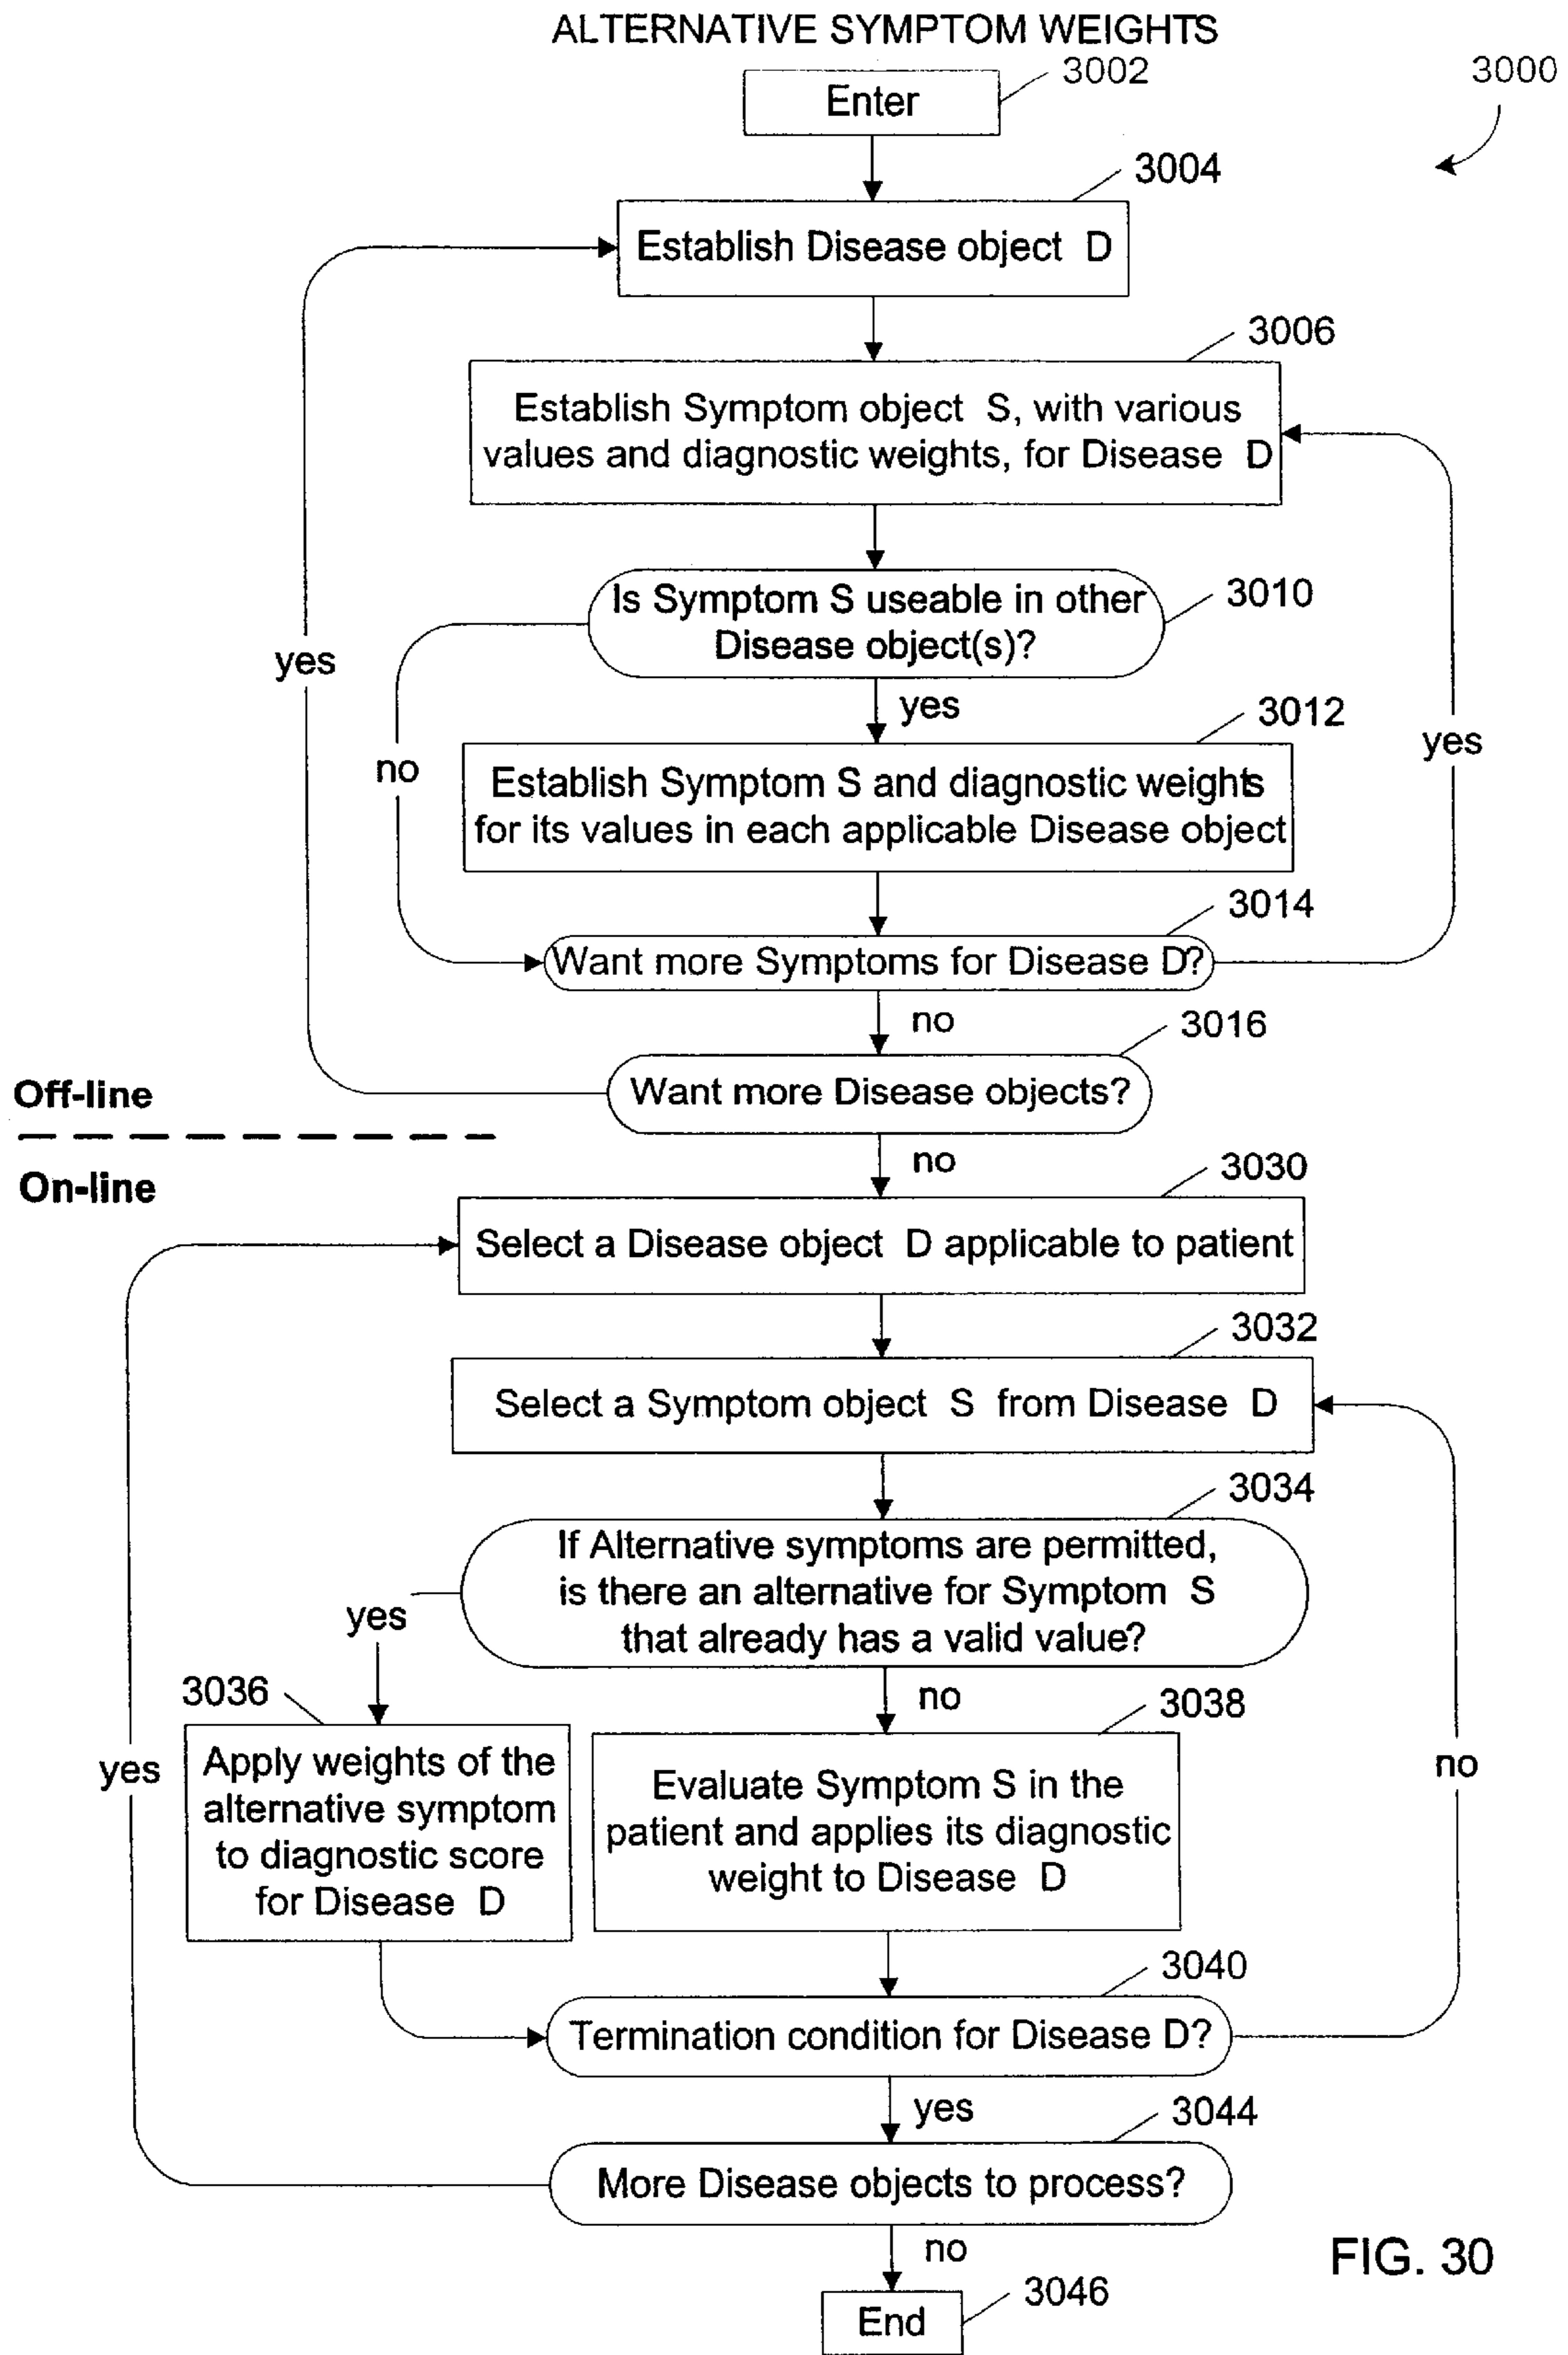 ALTERNATIVE SYMPTOM WEIGHTS
3002
3000
Enter
3004
Establish Disease object D
3006
Establish Symptom object S, with various
values and diagnostic weights, for Disease D
Is Symptom S useable in other
Disease object(s)?
3010
yes
yes
3012
no
yes
Establish Symptom S and diagnostic weights
for its values in each applicable Disease object
3014
Want more Symptoms for Disease D?
no
3016
Want more Disease objects?
Off-line
On-line
no
3030
Select a Disease object D applicable to patient
3032
Select a Symptom object S from Disease D
3034
If Alternative symptoms are permitted,
is there an alternative for Symptom S
that already has a valid value?
yes
3036
no
3038
yes
no
Apply weights of the
alternative symptom
to diagnostic score
for Disease D
Evaluate Symptom S in the
patient and applies its diagnostic
weight to Disease D
3040
Termination condition for Disease D?
yes
3044
More Disease objects to process?
no
FIG. 30
3046
End